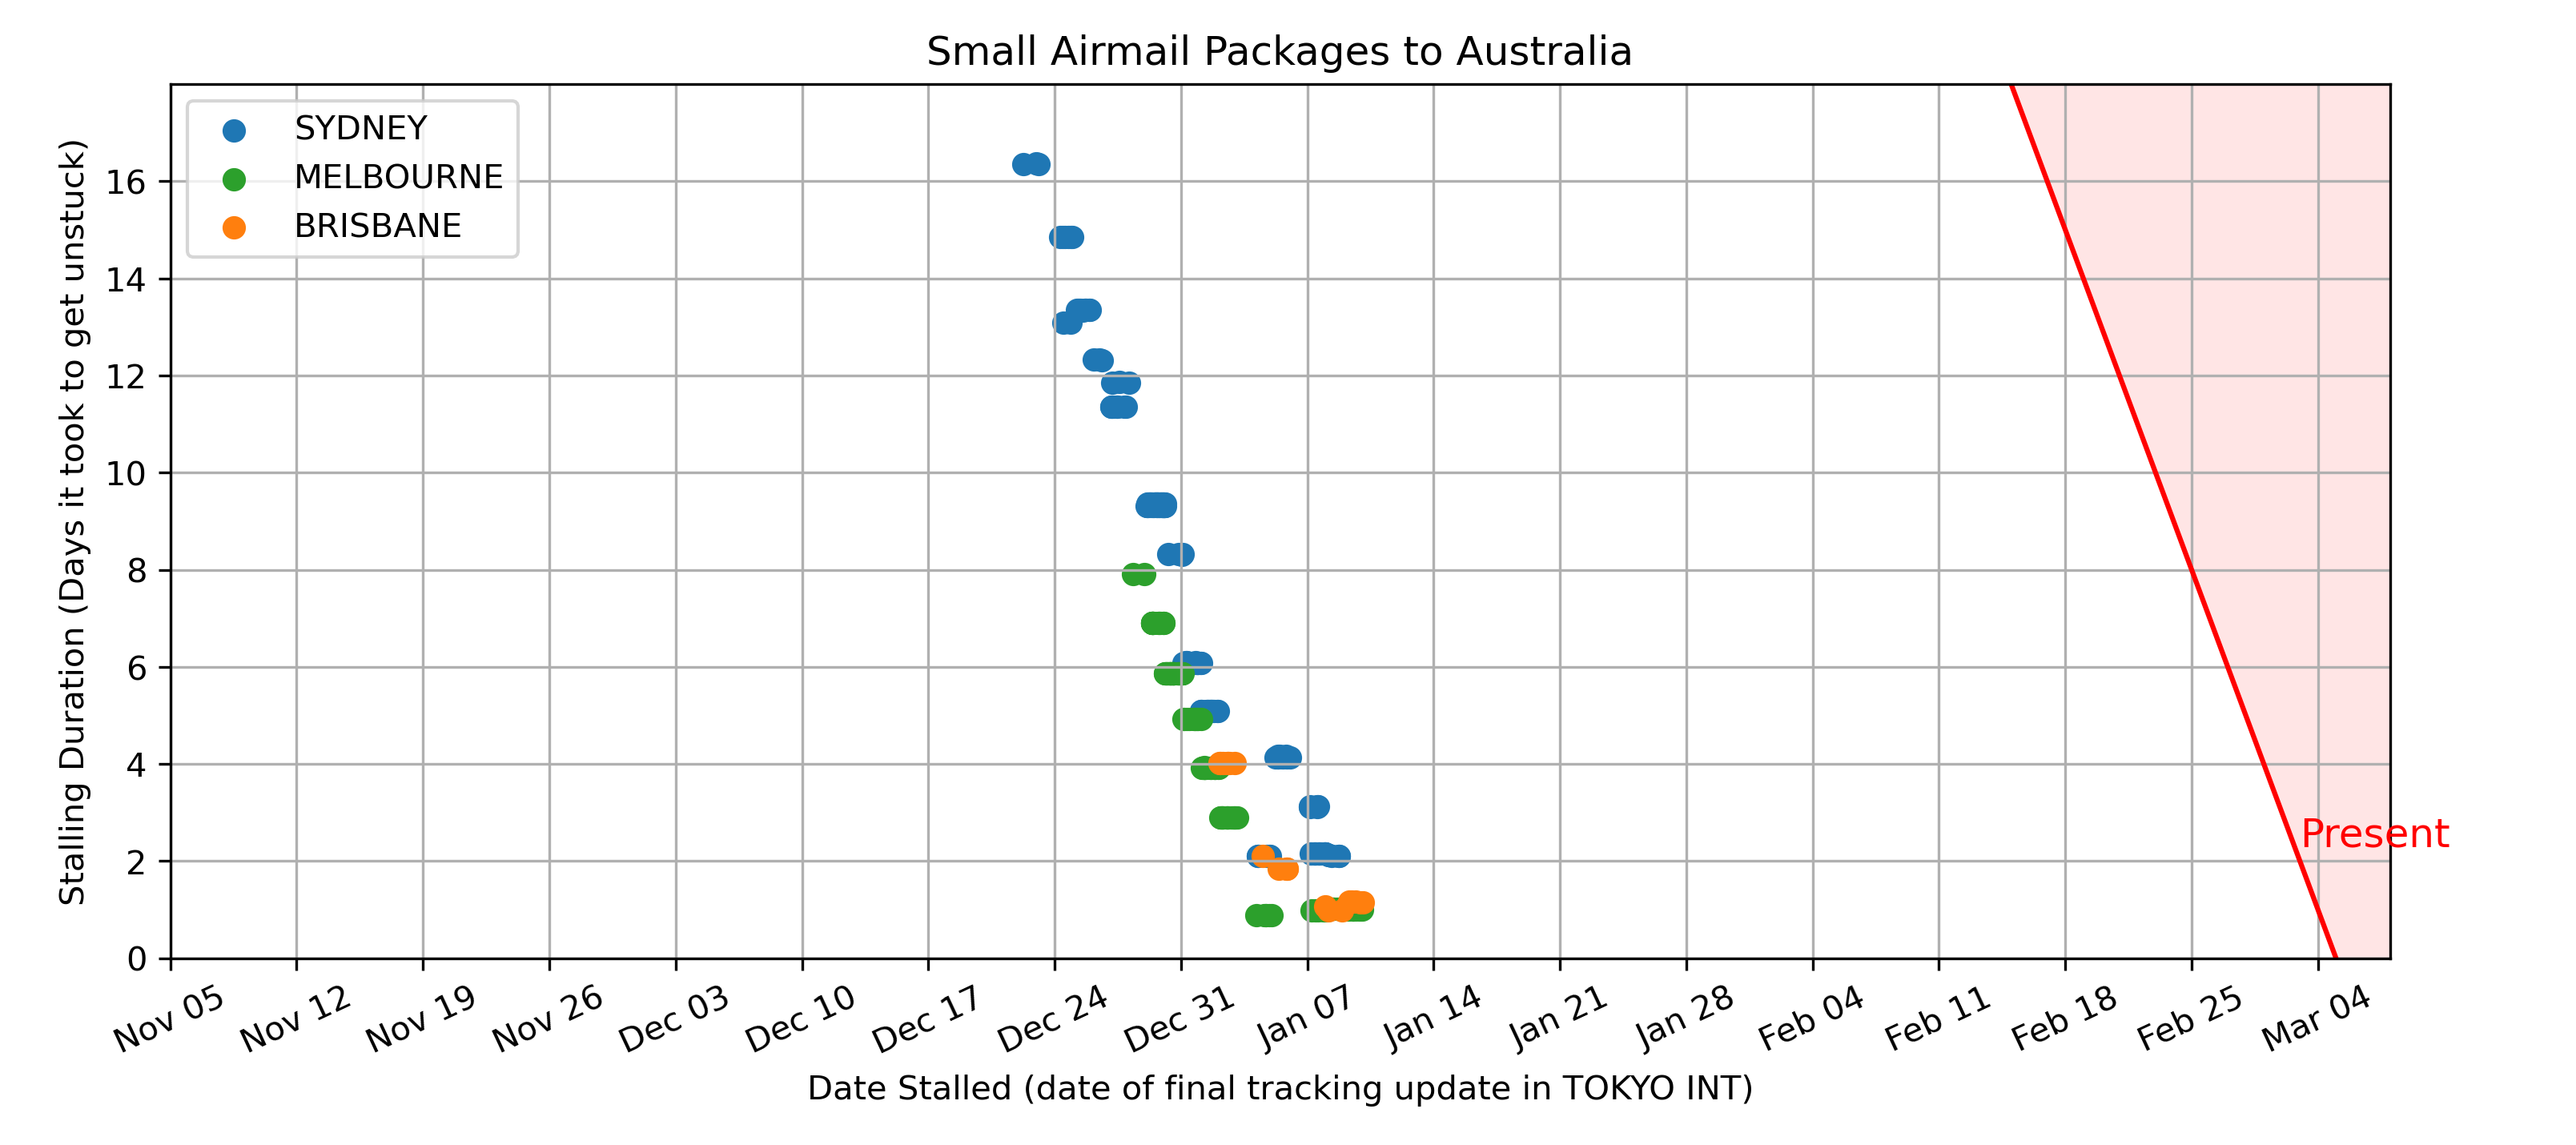 Small Airmail Packages to Australia
SYDNEY
MELBOURNE
BRISBANE
Stalling Duration (Days it took to get unstuck)
16
14
12
10
8
6
4
2
0
Present
Nov 05
Nov 12
Nov 19
Nov 26
Dec 03
Dec 10
Dec 17
Dec 24
Dec 31
Jan 07
Jan 14
Jan 21
Jan 28
Feb 04
Feb 11
Feb 18
Feb 25
Mar 04
Date Stalled (date of final tracking update in TOKYO INT)